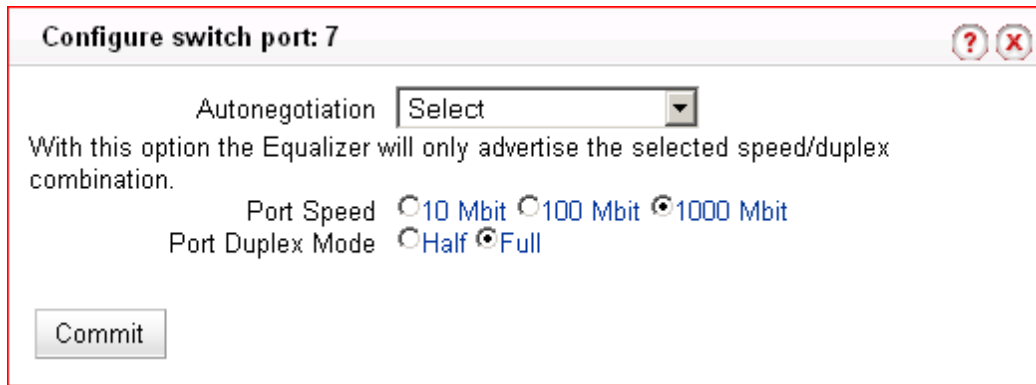 Configure switch port: 7
Autonegotiation Select
With this option the Equalizer will only advertise the selected speed/duplex
combination.
Port Speed 10 Mbit 100 Mbit 1000 Mbit
Port Duplex Mode Half Full
Commit